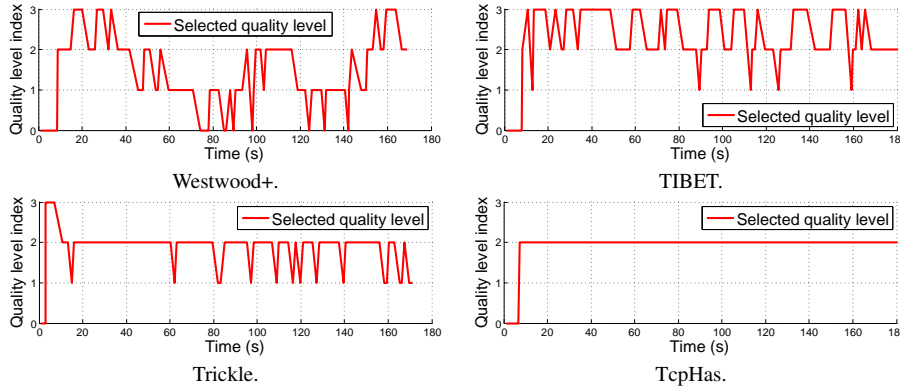 Quality level index
3
2
1
0
Selected quality level
0 20 40 60 80 100 120 140 160 180
Time (s)
Westwood+.
Quality level index
3
2
1
0
Selected quality level
0 20 40 60 80 100 120 140 160 180
Time (s)
TIBET.
Quality level index
3
2
1
0
Selected quality level
0 20 40 60 80 100 120 140 160 180
Time (s)
Trickle.
Quality level index
3
2
1
0
Selected quality level
0 20 40 60 80 100 120 140 160 180
Time (s)
TcpHas.